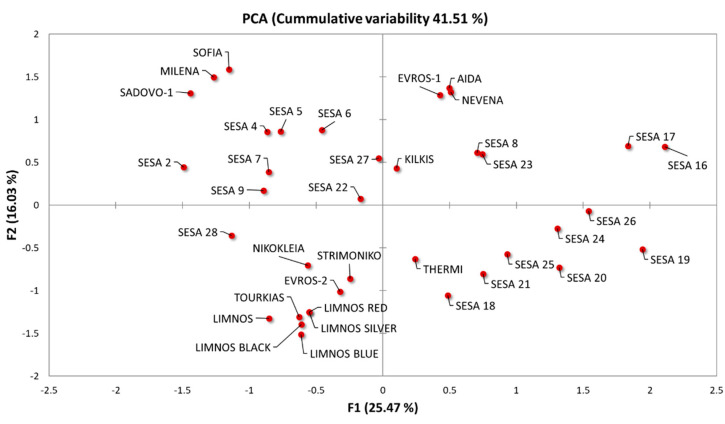 PCA (Cummulative variability 41.51 %)
2
SOFIA
MILENA
EVROS-1
AIDA
1.5
SADOVO-1
NEVENA
1
SESA 4
SESA 5
SESA 6
SESA 8
SESA 17
0.5
SESA 2
SESA 7
SESA 27
KILKIS
SESA 23
SESA 16
SESA 9
SESA 22
0
SESA 28
SESA 26
SESA 24
-0.5
NIKOKLEIA
STRIMONIKO
THERMI
SESA 25
SESA 20
SESA 19
EVROS-2
SESA 21
-1
TOURKIAS
LIMNOS RED
SESA 18
LIMNOS
LIMNOS SILVER
-1.5
LIMNOS BLACK
LIMNOS BLUE
-2
-2
-1.5
-1
-0.5
0
0.5
1
1.5
2
2.5
F2 (16.03 %)
F1 (25.47 %)